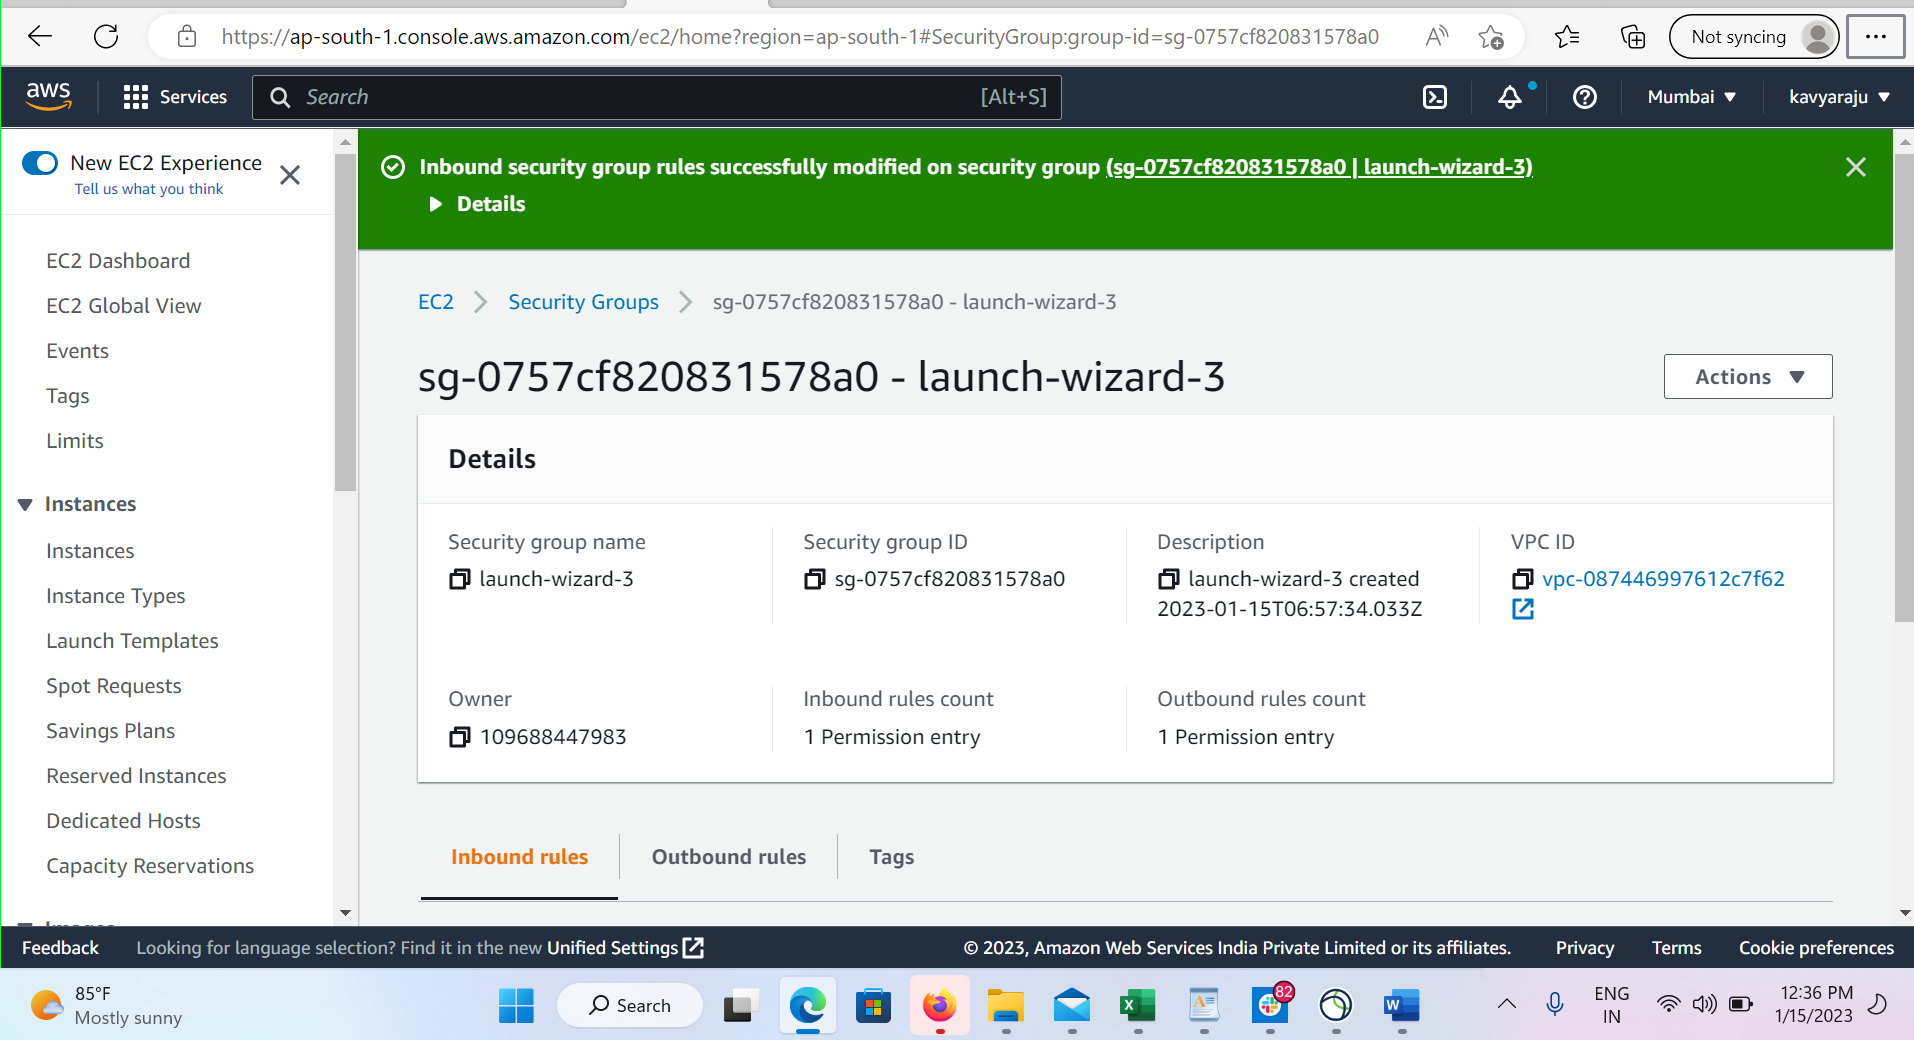 https://ap-south-1.console.aws.amazon.com/ec2/home?region=ap-south-1#SecurityGroup:group-id=sg-0757cf820831578a0
Not syncing
aws
Services
Search
[Alt+S]
Mumbai
kavyaraju
New EC2 Experience
Tell us what you think
EC2 Dashboard
EC2 Global View
Events
Tags
Limits
Instances
Instances
Instance Types
Launch Templates
Spot Requests
Savings Plans
Reserved Instances
Dedicated Hosts
Capacity Reservations
Images
Inbound security group rules successfully modified on security group (sg-0757cf820831578a0 | launch-wizard-3)
Details
EC2
Security Groups
sg-0757cf820831578a0 - launch-wizard-3
sg-0757cf820831578a0 - launch-wizard-3
Actions
Details
Security group name
launch-wizard-3
Security group ID
sg-0757cf820831578a0
Description
launch-wizard-3 created
2023-01-15T06:57:34.033Z
VPC ID
vpc-087446997612c7f62
Owner
109688447983
Inbound rules count
1 Permission entry
Outbound rules count
1 Permission entry
Inbound rules
Outbound rules
Tags
Feedback
Looking for language selection? Find it in the new Unified Settings
© 2023, Amazon Web Services India Private Limited or its affiliates.
Privacy
Terms
Cookie preferences
85°F
Mostly sunny
Search
82
ENG
IN
12:36 PM
1/15/2023